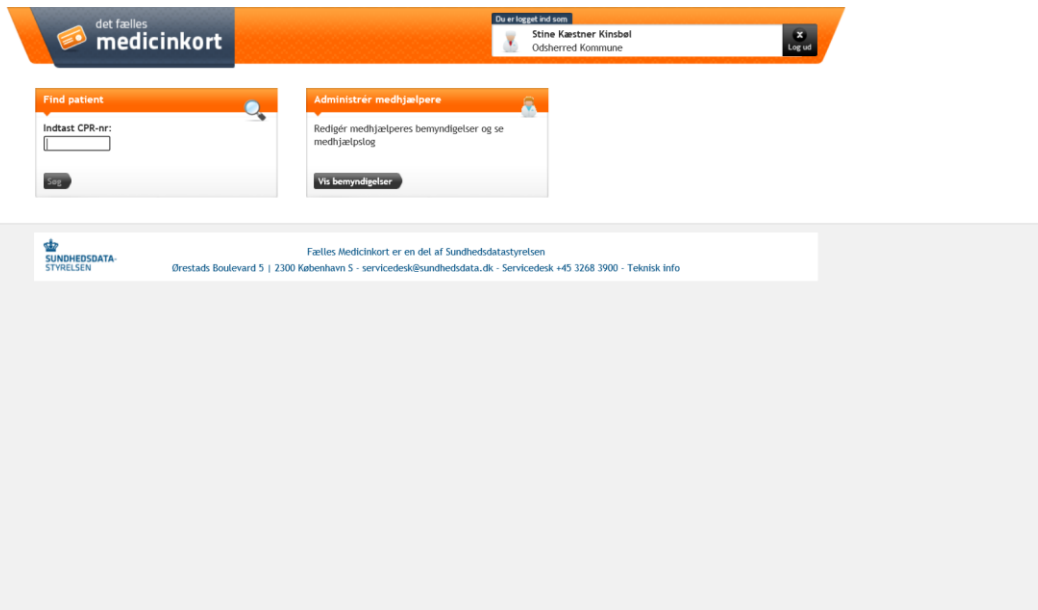 det fælles
medicinkort
Du er logget ind som
Stine Kæstner Kinsbøl
Odsherred Kommune
x
Log ud
Find patient
Indtast CPR-nr:
Søg
Administrér medhjælpere
Redigér medhjælperes bemyndigelser og se
medhjælpslog
Vis bemyndigelser
SUNDHEDSDATA-
STYRELSEN
Fælles Medicinkort er en del af Sundhedsdatastyrelsen
Ørestads Boulevard 5 | 2300 København S - servicedesk@sundhedsdata.dk - Servicedesk +45 3268 3900 - Teknisk info